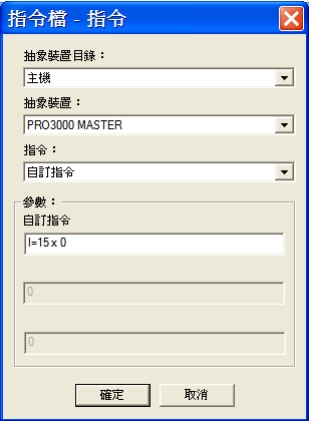 指令檔 - 指令
抽象裝置目錄：
主機
抽象裝置：
PRO3000 MASTER
指令：
自訂指令
參數：
自訂指令
I=15 x 0
0
0
確定
取消